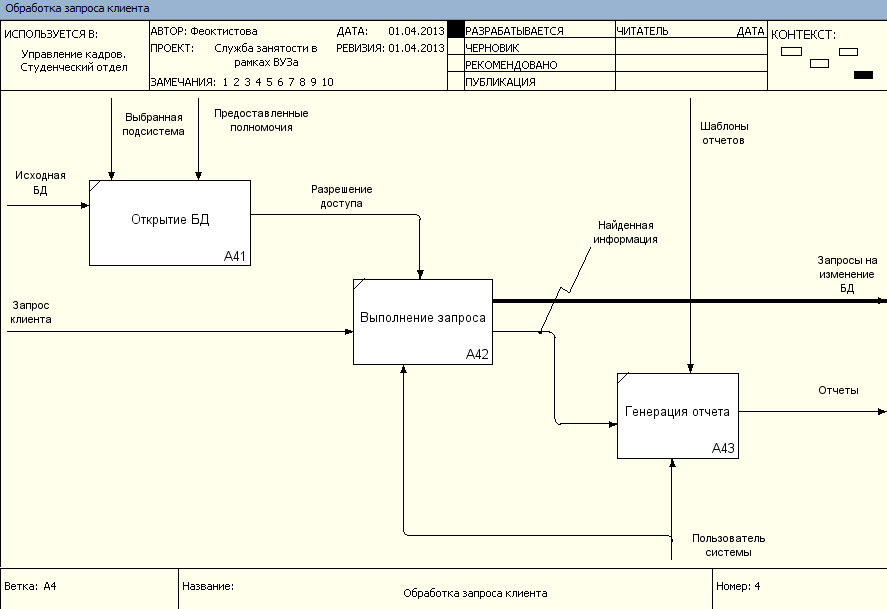 Обработка запроса клиента
ИСПОЛЬЗУЕТСЯ В:
Управление кадров.
Студенческий отдел
АВТОР: Феоктистова
ДАТА: 01.04.2013
ПРОЕКТ: Служба занятости в
рамках ВУЗа
РЕВИЗИЯ: 01.04.2013
ЗАМЕЧАНИЯ: 1 2 3 4 5 6 7 8 9 10
РАЗРАБАТЫВАЕТСЯ
ЧЕРНОВИК
РЕКОМЕНДОВАНО
ПУБЛИКАЦИЯ
ЧИТАТЕЛЬ
ДАТА
КОНТЕКСТ:
Выбранная
подсистема
Предоставленные
полномочия
Шаблоны
отчетов
Исходная
БД
Открытие БД
A41
Разрешение
доступа
Найденная
информация
Запросы на
изменение
БД
Запрос
клиента
Выполнение запроса
A42
Генерация отчета
A43
Отчеты
Пользователь
системы
Ветка: A4
Название:
Обработка запроса клиента
Номер: 4